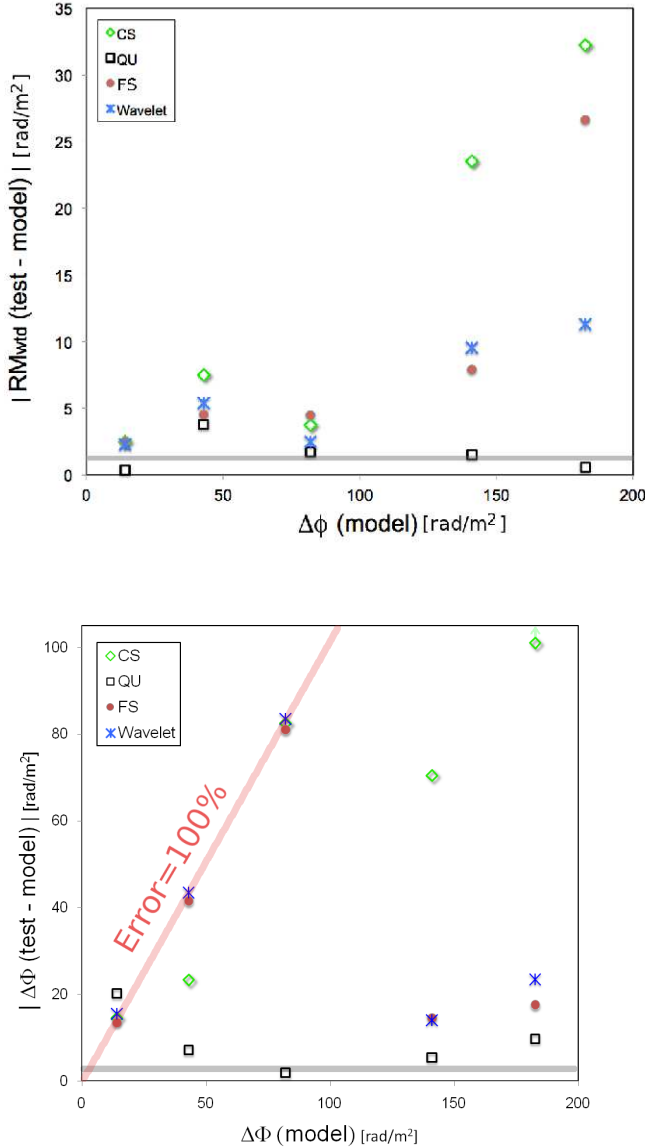 35
30
25
20
15
10
5
0
CS
QU
FS
Wavelet
| RMwtd (test - model) | [rad/m²]
0 50 100 150 200
Δϕ (model) [rad/m²]
100
80
60
40
20
0
CS
QU
FS
Wavelet
Error=100%
| ΔΦ (test - model) | [rad/m²]
0 50 100 150 200
ΔΦ (model) [rad/m²]